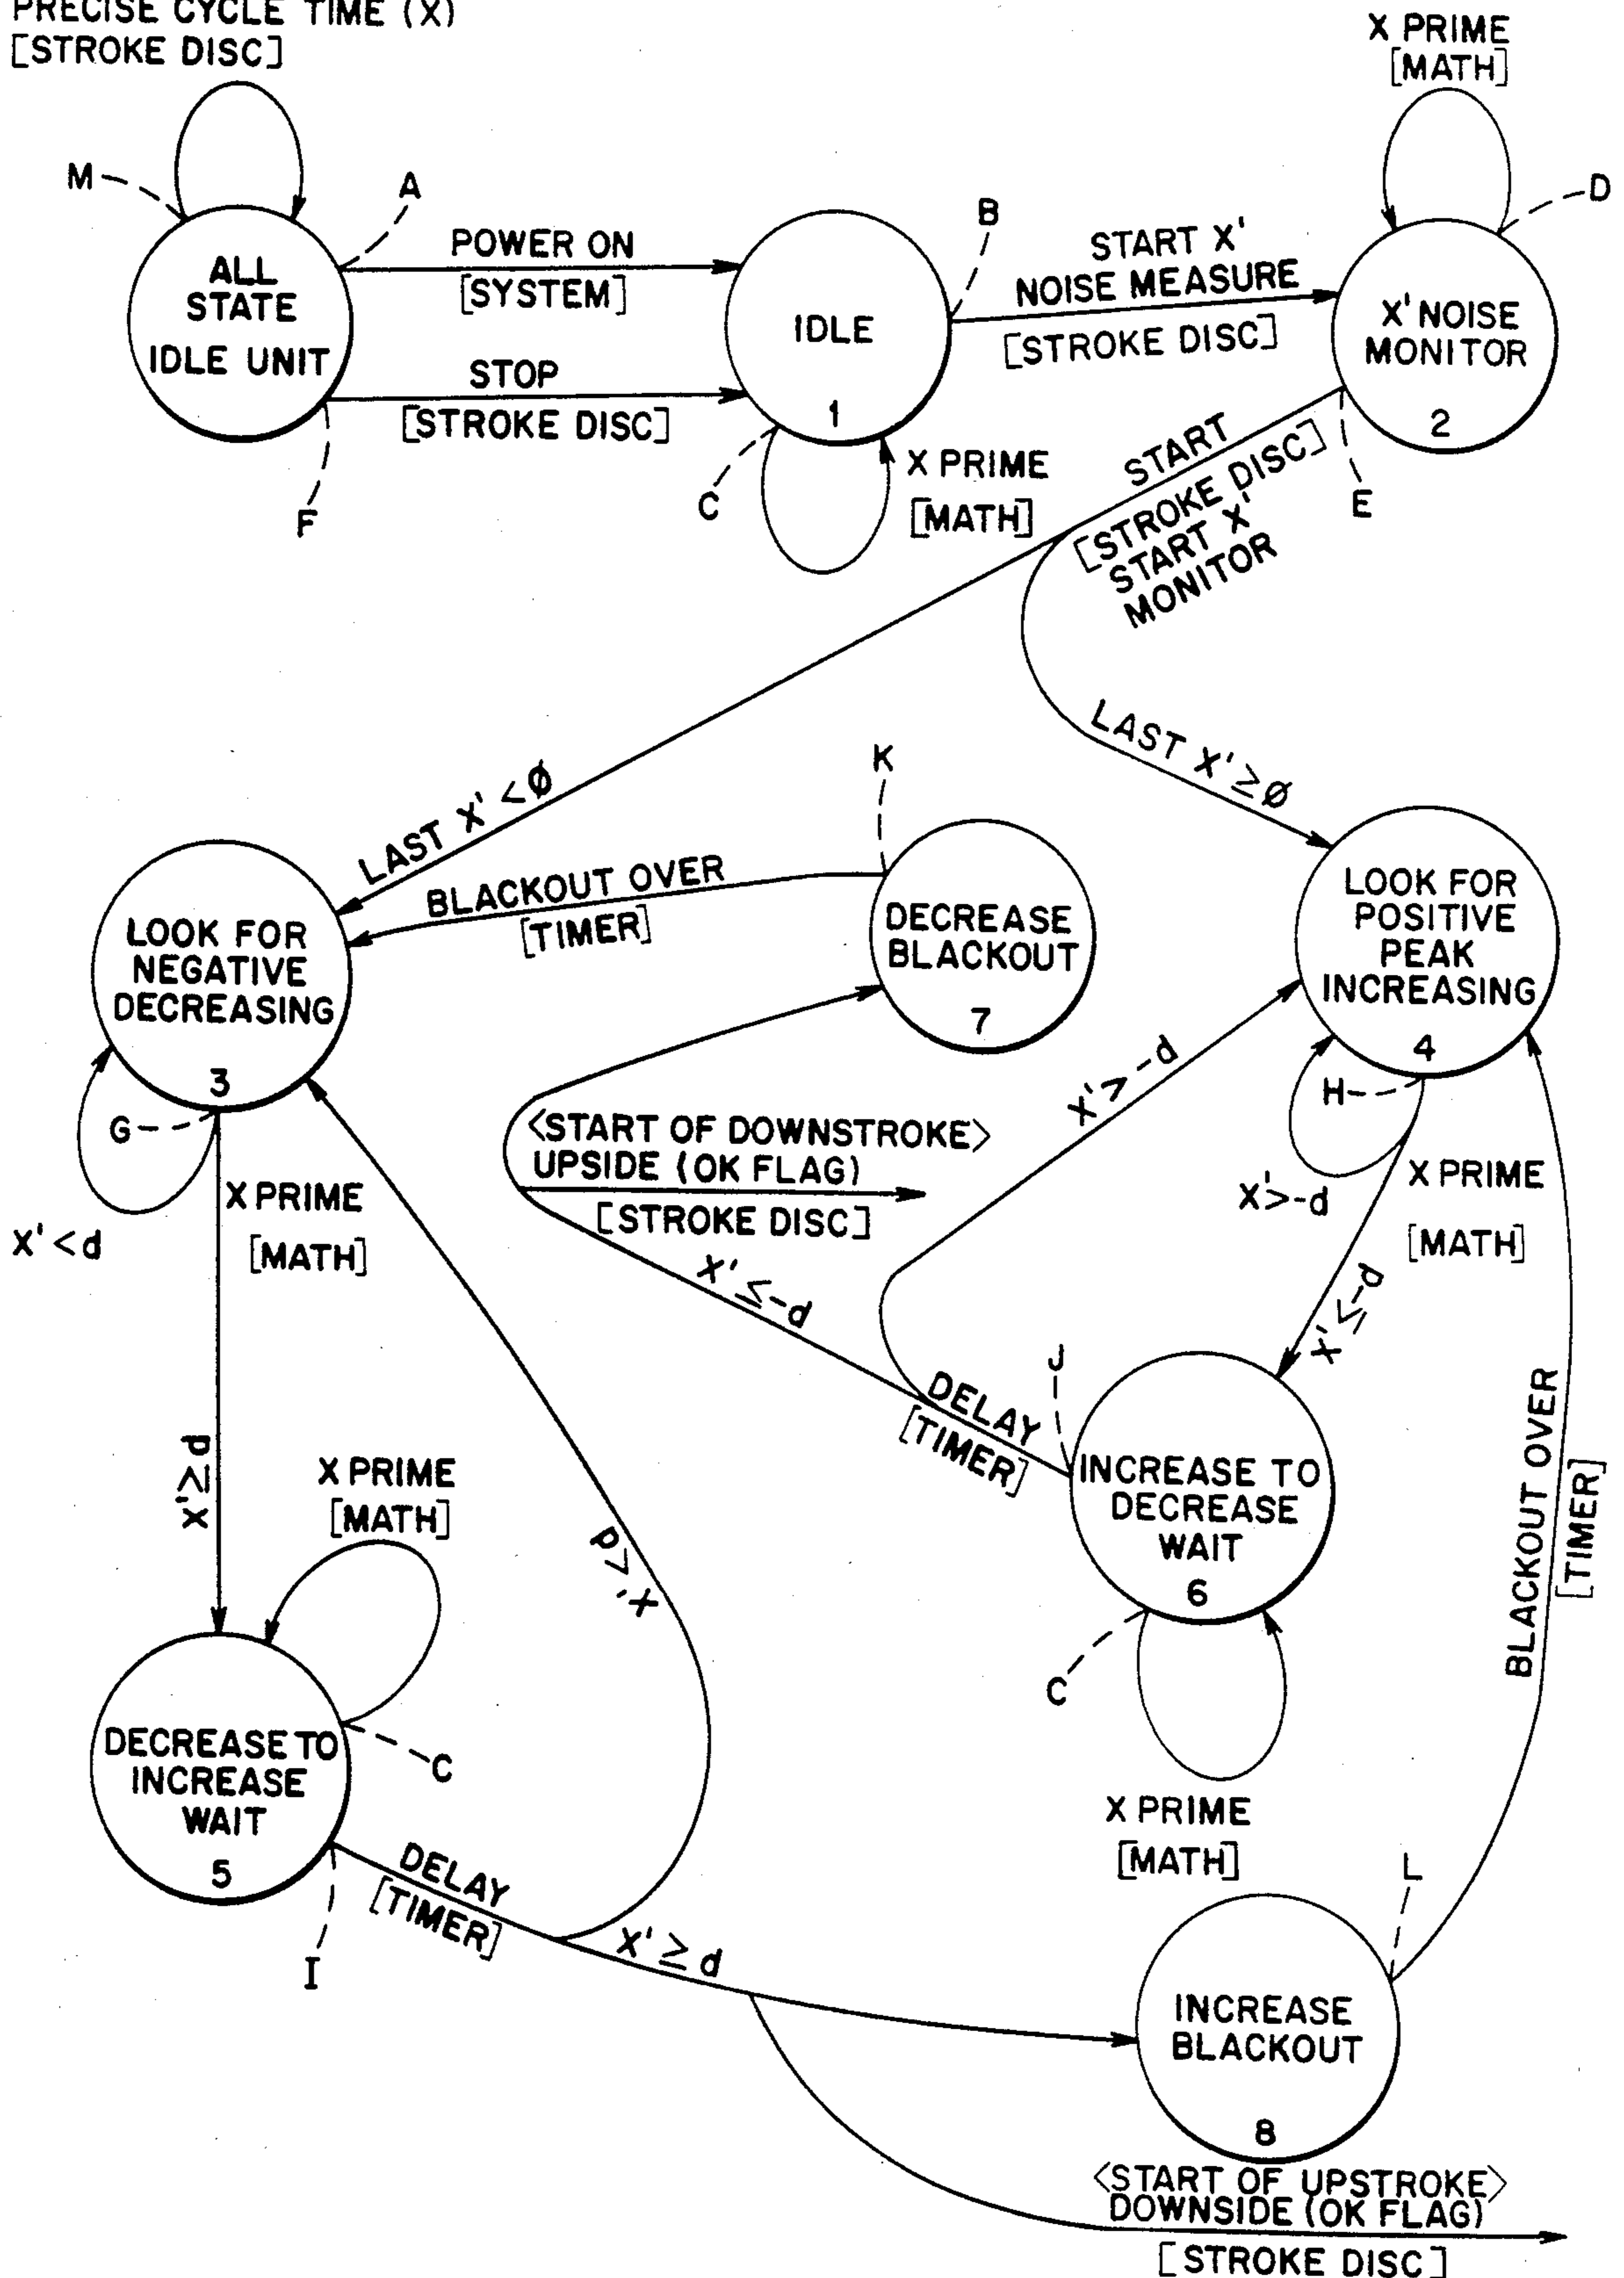 PRECISE CYCLE TIME (X)
[STROKE DISC]
X PRIME
[MATH]
M
A
B
D
ALL
STATE
IDLE UNIT
POWER ON
[SYSTEM]
STOP
[STROKE DISC]
F
IDLE
1
C
X PRIME
[MATH]
START X'
NOISE MEASURE
[STROKE DISC]
X' NOISE
MONITOR
2
E
START
[STROKE DISC]
START X'
MONITOR
LAST X' < Ø
LAST X' ≥ Ø
K
BLACKOUT OVER
[TIMER]
DECREASE
BLACKOUT
7
LOOK FOR
NEGATIVE
DECREASING
3
G
X' < d
X PRIME
[MATH]
LOOK FOR
POSITIVE
PEAK
INCREASING
4
H
X' > -d
X PRIME
[MATH]
X' > -d
<START OF DOWNSTROKE>
UPSIDE (OK FLAG)
[STROKE DISC]
X' ≤ -d
X' ≤ -d
J
DELAY
[TIMER]
INCREASE TO
DECREASE
WAIT
6
C
X PRIME
[MATH]
BLACKOUT OVER
[TIMER]
X' ≥ d
X PRIME
[MATH]
X' < d
DECREASE TO
INCREASE
WAIT
5
C
I
DELAY
[TIMER]
X' ≥ d
L
INCREASE
BLACKOUT
8
<START OF UPSTROKE>
DOWNSIDE (OK FLAG)
[STROKE DISC]